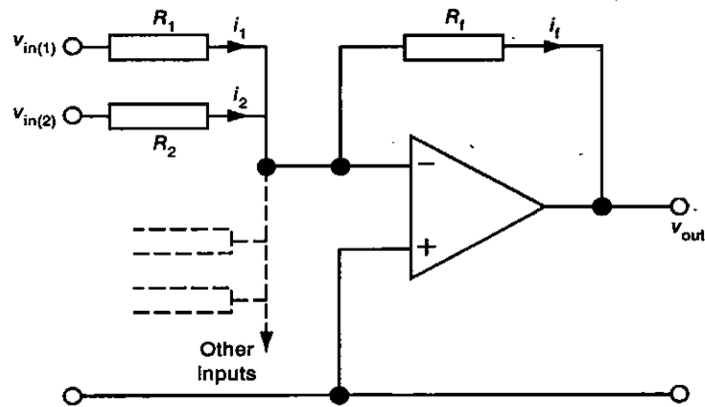 R1 i1
vin(1)
Rf if
vin(2) i2
R2
−
+
vout
Other
Inputs